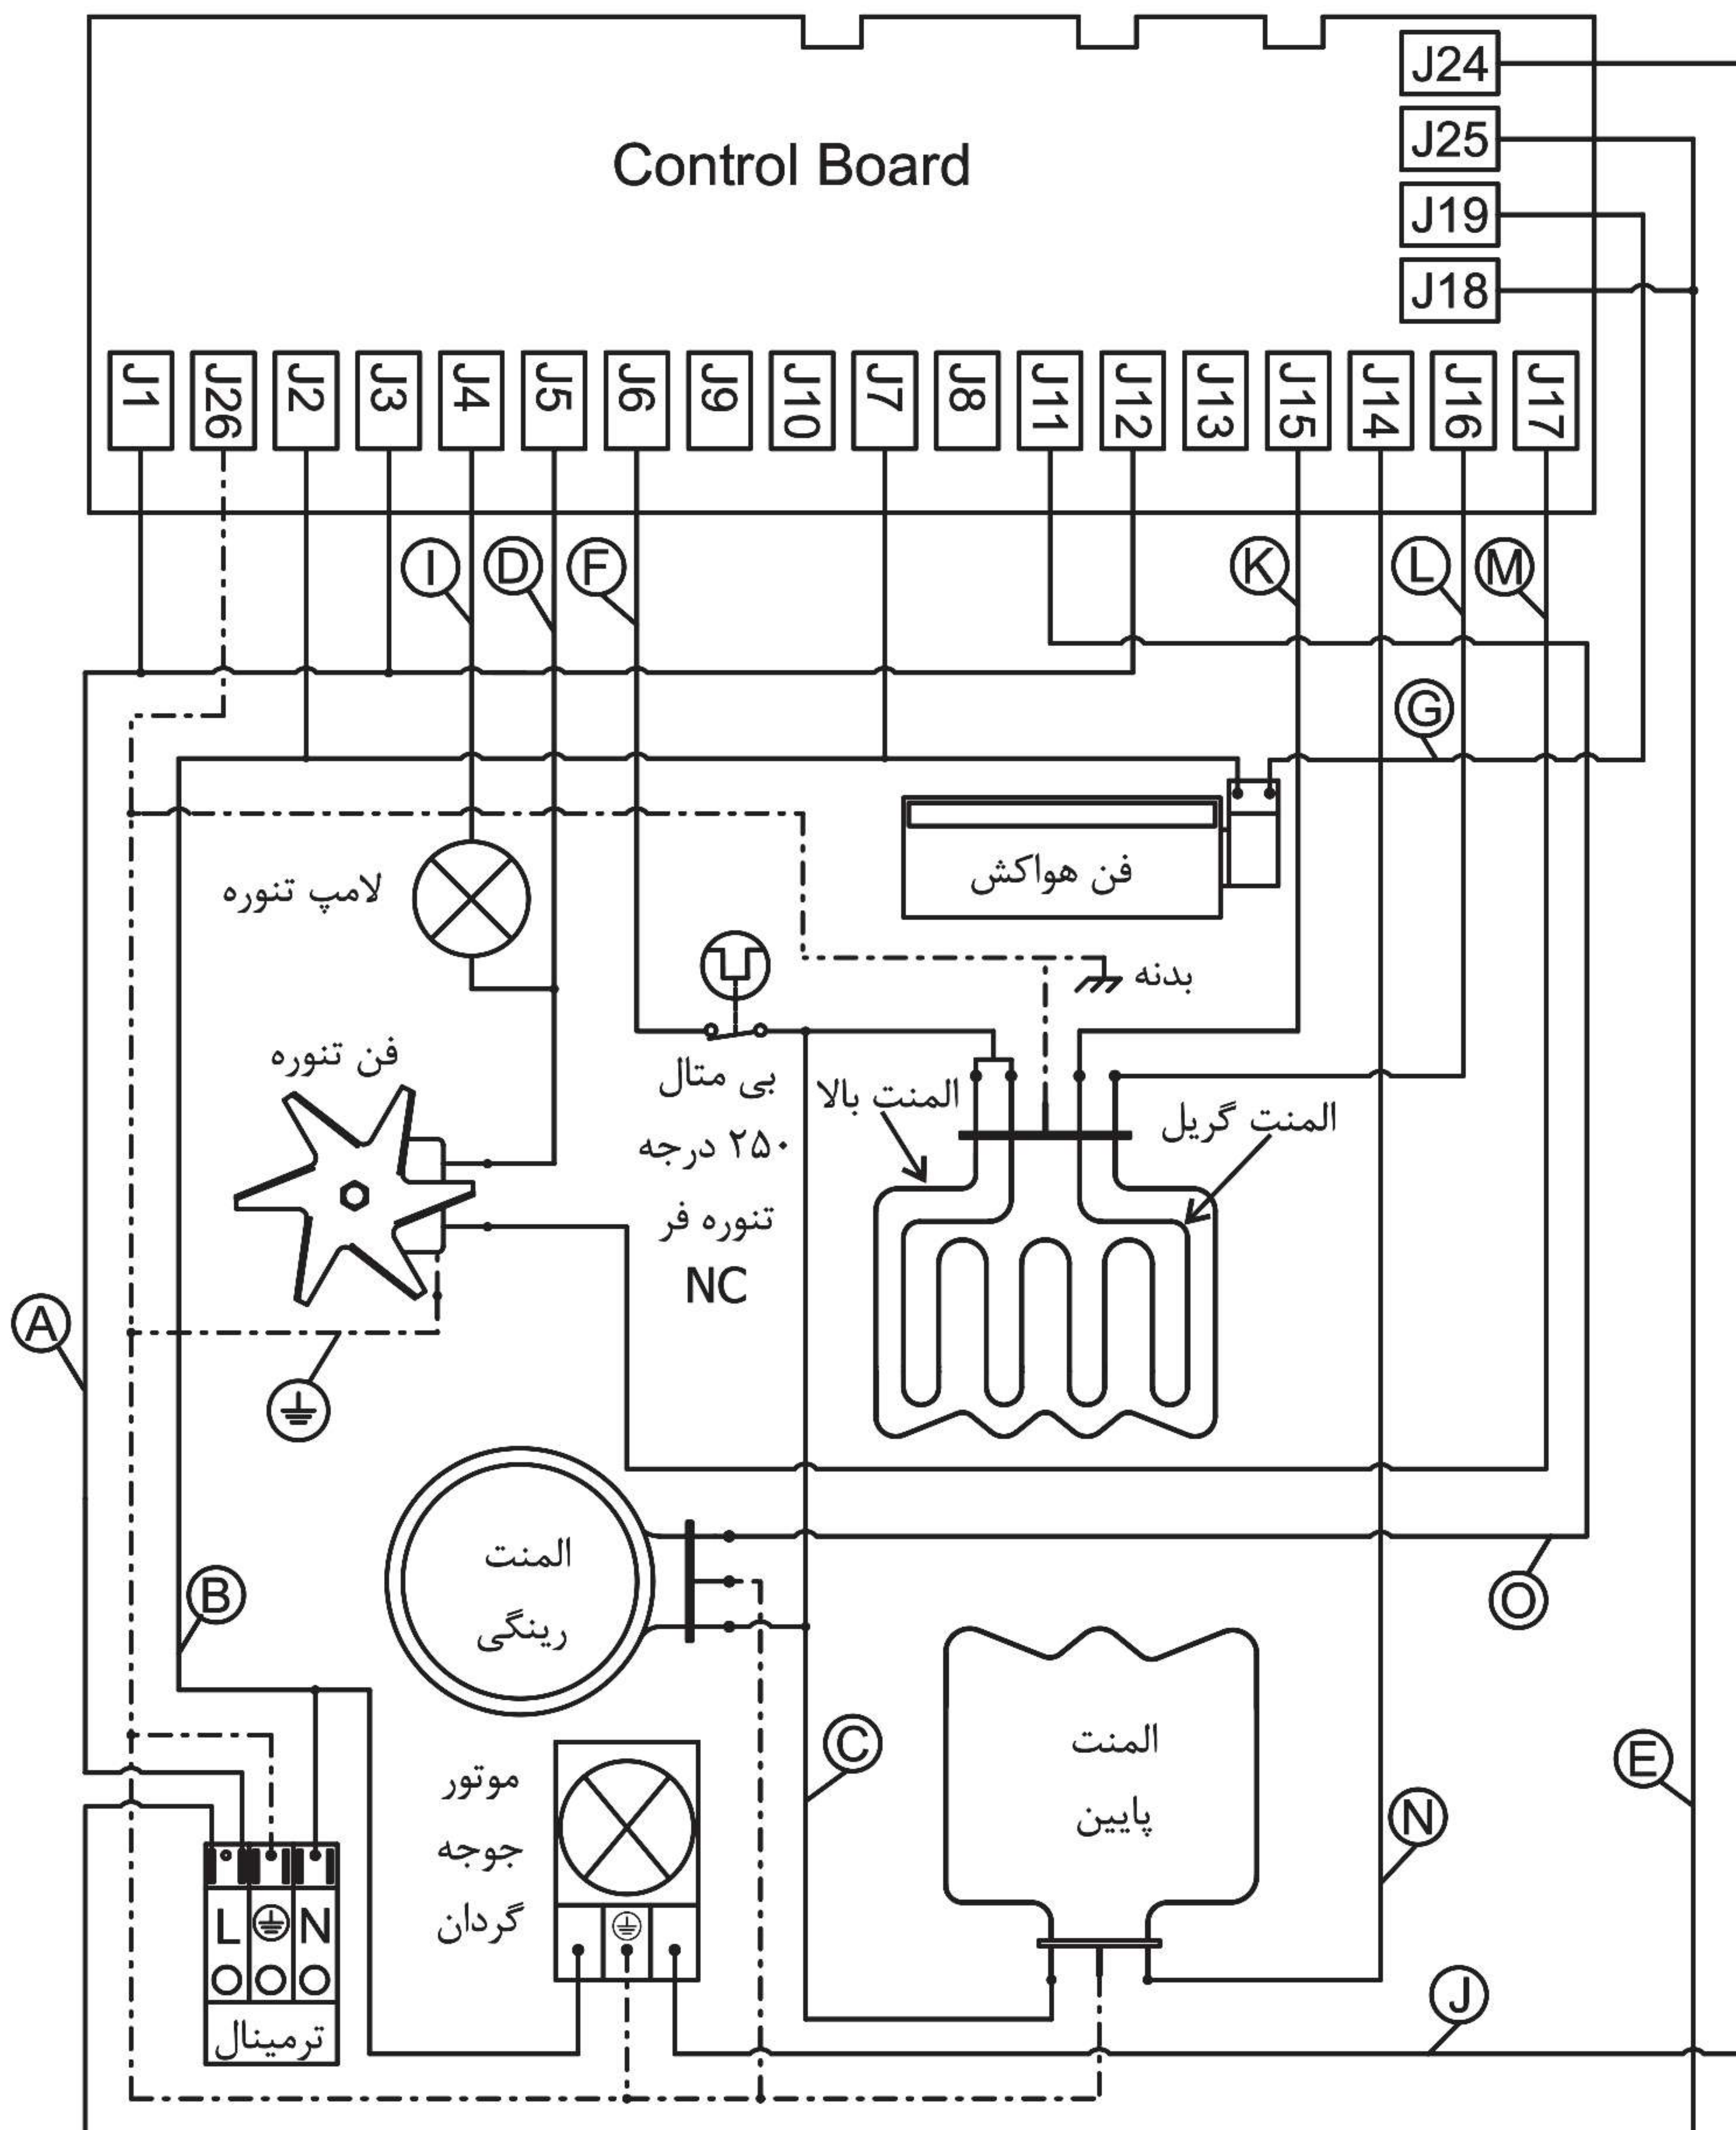 Control Board
J24
J25
J19
J18
J1
J26
J2
J3
J4
J5
J6
J9
J10
J7
J8
J11
J12
J13
J15
J14
J16
J17
I
D
F
K
L
M
G
لامپ تنوره
فن هواکش
بدنه
فن تنوره
بی متال
۲۵۰ درجه
تنوره فر
NC
المنت بالا
المنت گریل
A
المنت
رینگی
B
O
C
المنت
پایین
E
N
موتور
جوجه
گردان
L
N
ترمینال
J